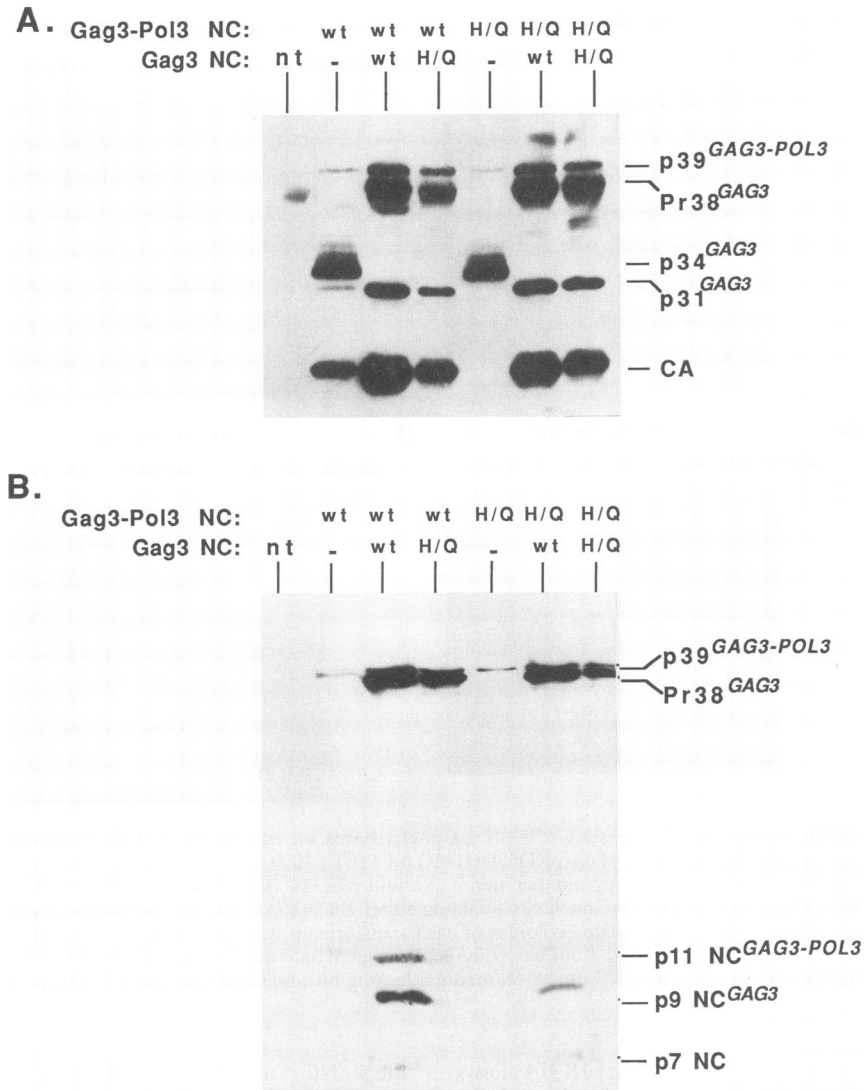 A.
Gag3-Pol3 NC: wt wt wt H/Q H/Q H/Q
Gag3 NC: nt - wt H/Q - wt H/Q
p39GAG3-POL3
Pr38GAG3
p34GAG3
p31GAG3
CA
B.
Gag3-Pol3 NC: wt wt wt H/Q H/Q H/Q
Gag3 NC: nt - wt H/Q - wt H/Q
p39GAG3-POL3
Pr38GAG3
p11 NCGAG3-POL3
p9 NCGAG3
p7 NC